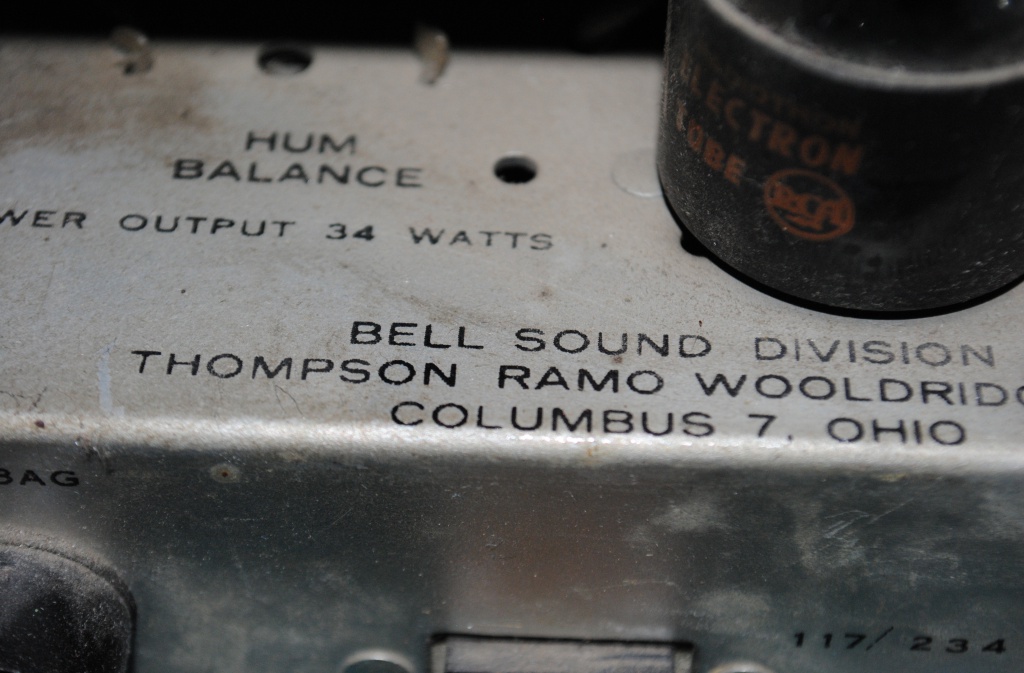 HUM
BALANCE
WER OUTPUT 34 WATTS
ELECTRON
TUBE
RCA
BELL SOUND DIVISION
THOMPSON RAMO WOOLDRIDG
COLUMBUS 7, OHIO
BAG
117/234